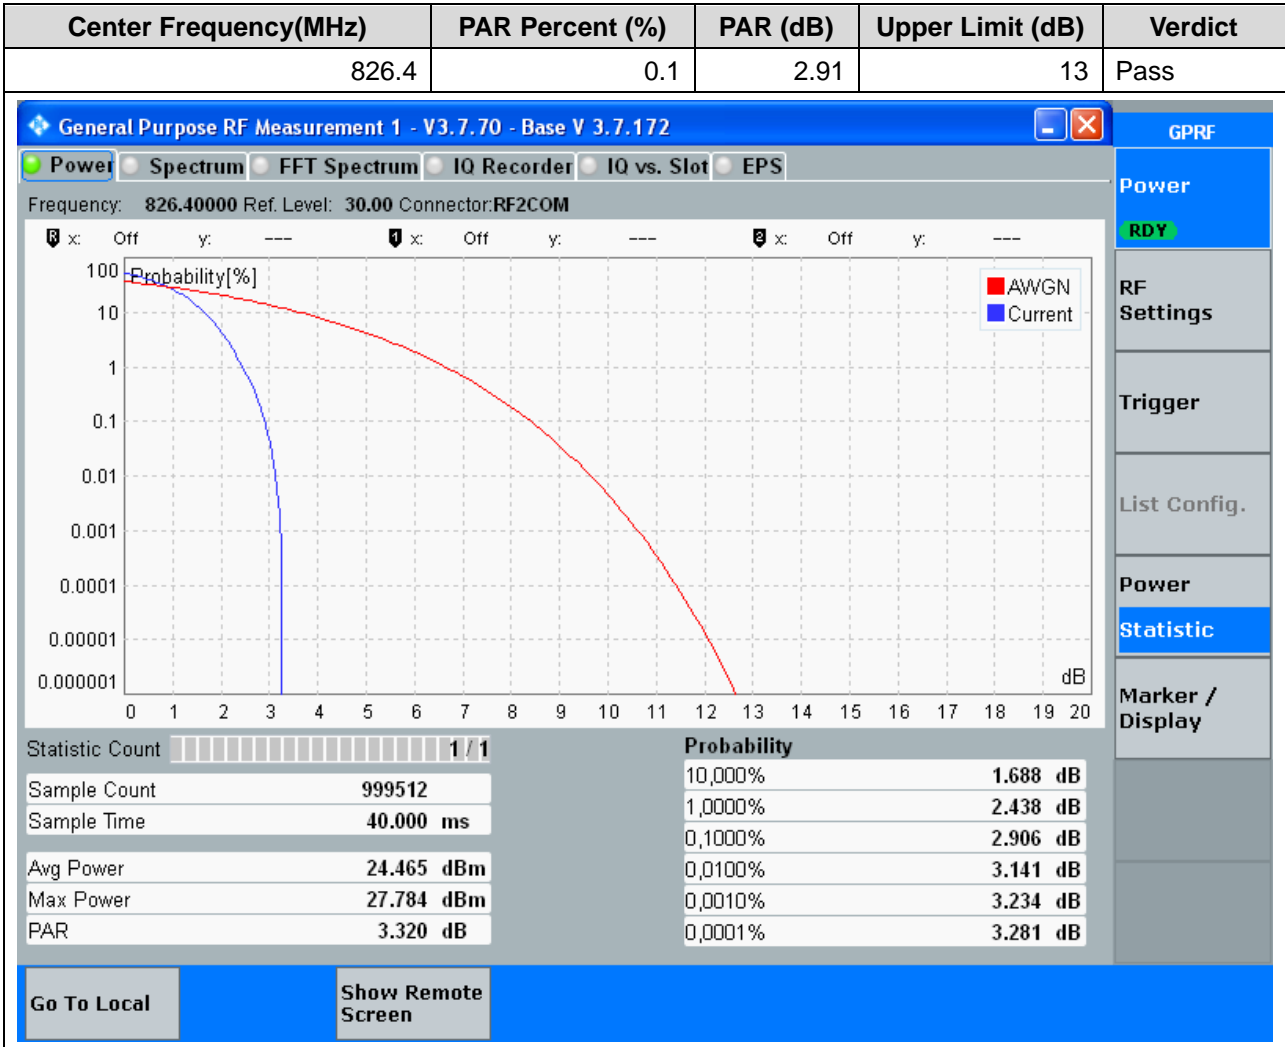 Center Frequency(MHz) PAR Percent (%) PAR (dB) Upper Limit (dB) Verdict
826.4 0.1 2.91 13 Pass
General Purpose RF Measurement 1 - V3.7.70 - Base V 3.7.172
GPRF
Power Spectrum FFT Spectrum IQ Recorder IQ vs. Slot EPS
Frequency: 826.40000 Ref. Level: 30.00 Connector:RF2COM
R x: Off y: --- 1 x: Off y: --- 2 x: Off y: ---
Probability[%]
AWGN
Current
100
10
1
0.1
0.01
0.001
0.0001
0.00001
0.000001
dB
0 1 2 3 4 5 6 7 8 9 10 11 12 13 14 15 16 17 18 19 20
Power
RDY
RF
Settings
Trigger
List Config.
Power
Statistic
Marker /
Display
Statistic Count 1 / 1
Sample Count 999512
Sample Time 40.000 ms
Avg Power 24.465 dBm
Max Power 27.784 dBm
PAR 3.320 dB
Probability
10,000% 1.688 dB
1,0000% 2.438 dB
0,1000% 2.906 dB
0,0100% 3.141 dB
0,0010% 3.234 dB
0,0001% 3.281 dB
Go To Local
Show Remote
Screen